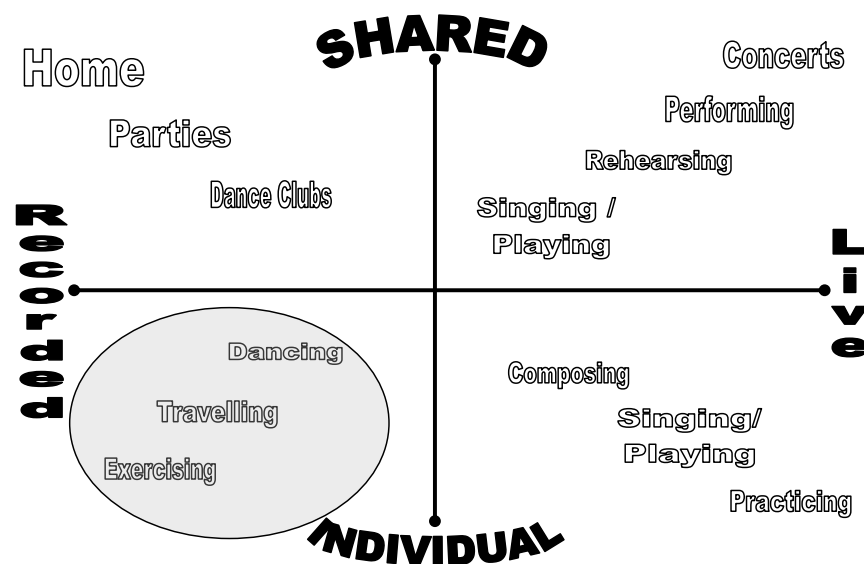 SHARED
Home
Concerts
Performing
Parties
Rehearsing
Dance Clubs
Singing /
Playing
Recorded
Live
Dancing
Composing
Travelling
Singing/
Playing
Exercising
Practicing
INDIVIDUAL